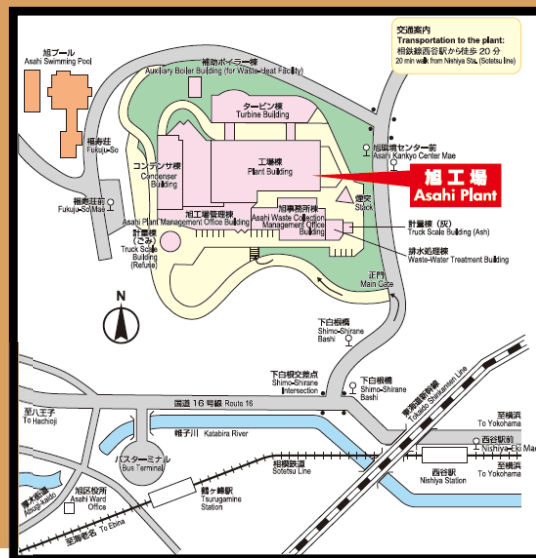 交通案内
Transportation to the plant:
相鉄線西谷駅から徒歩 20 分
20 min walk from Nishiya Sta. (Sotetsu line)
旭プール
Asahi Swimming Pool
補助ボイラー棟
Auxiliary Boiler Building (for Waste-Heat Facility)
タービン棟
Turbine Building
旭環境センター前
Asahi Kankyo Center Mae
福寿荘
Fukuju-So
コンデンサ棟
Condenser
Building
工場棟
Plant Building
旭工場
Asahi Plant
福寿荘前
Fukuju-So Mae
煙突
Stack
旭工場管理棟
Asahi Plant Management Office Building
旭事務所棟
Asahi Waste Collection
Management Office
Building
計量棟（灰）
Truck Scale Building (Ash)
計量棟
（ごみ）
Truck Scale
Building
(Refuse)
排水処理棟
Waste-Water Treatment Building
正門
Main Gate
N
下白根橋
Shimo-Shirane
Bashi
下白根交差点
Shimo-Shirane
Intersection
下白根橋
Shimo-Shirane
Bashi
東海道新幹線
Tokaido Shinkansen Line
至八王子
To Hachioji
国道 16 号線 Route 16
至横浜
To Yokohama
帷子川 Katabira River
バスターミナル
Bus Terminal
相模鉄道
Sotetsu Line
西谷駅前
Nishiya-Eki Mae
厚木街道
Atsugi-kaido
旭区役所
Asahi Ward
Office
鶴ヶ峰駅
Tsurugamine
Station
西谷駅
Nishiya Station
至横浜
To Yokohama
至海老名 To Ebina